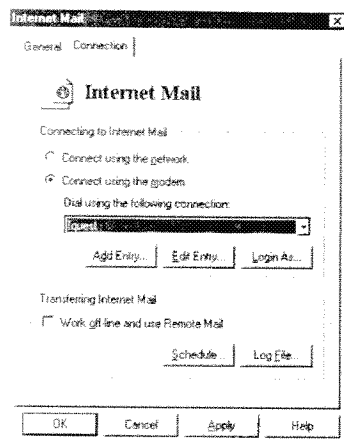 Internet Mail
General Connection
Internet Mail
Connecting to Internet Mail
Connect using the network
Connect using the modem
Dial using the following connection:
Add Entry... Edit Entry... Login As...
Transferring Internet Mail
Work off-line and use Remote Mail
Schedule... Log File...
OK Cancel Apply Help